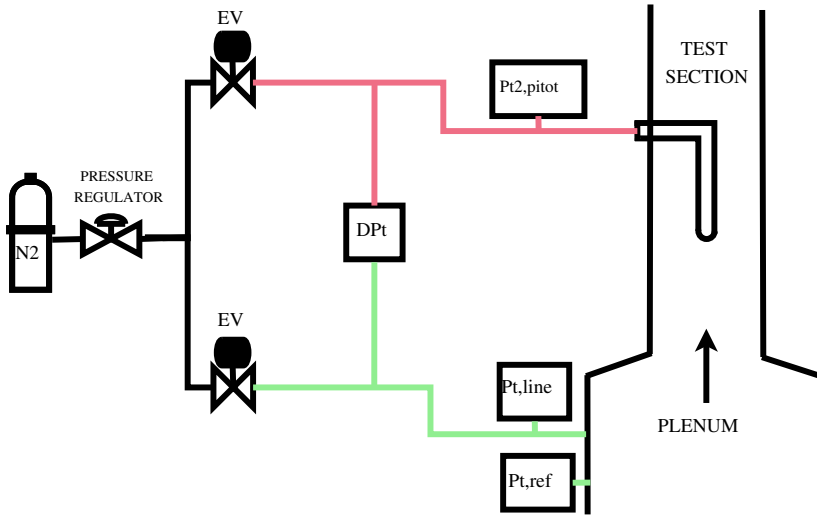 EV
TEST
SECTION
Pt2,pitot
PRESSURE
REGULATOR
N2
DPt
EV
Pt,line
PLENUM
Pt,ref